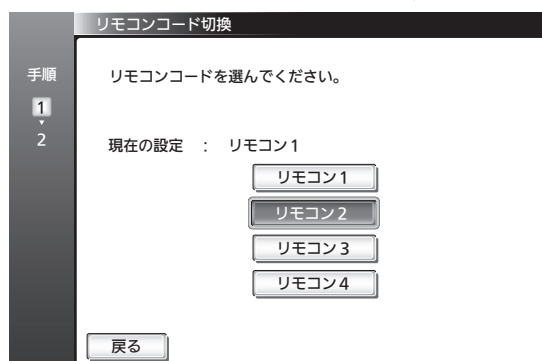 リモコンコード切換
手順
1
2
リモコンコードを選んでください。
現在の設定 : リモコン1
リモコン1
リモコン2
リモコン3
リモコン4
戻る